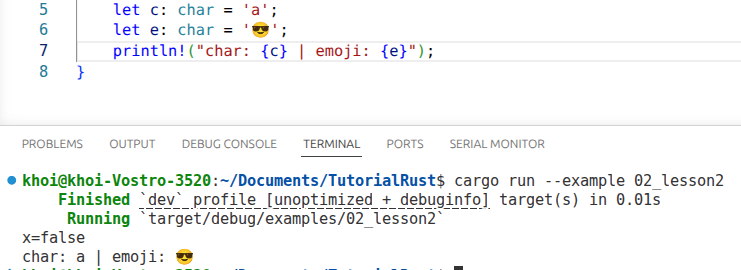 5 let c: char = 'a';
6 let e: char = '😎';
7 println!("char: {c} | emoji: {e}");
8 }
PROBLEMS OUTPUT DEBUG CONSOLE TERMINAL PORTS SERIAL MONITOR
khoi@khoi-Vostro-3520:~/Documents/TutorialRust$ cargo run --example 02_lesson2
Finished `dev` profile [unoptimized + debuginfo] target(s) in 0.01s
Running `target/debug/examples/02_lesson2`
x=false
char: a | emoji: 😎